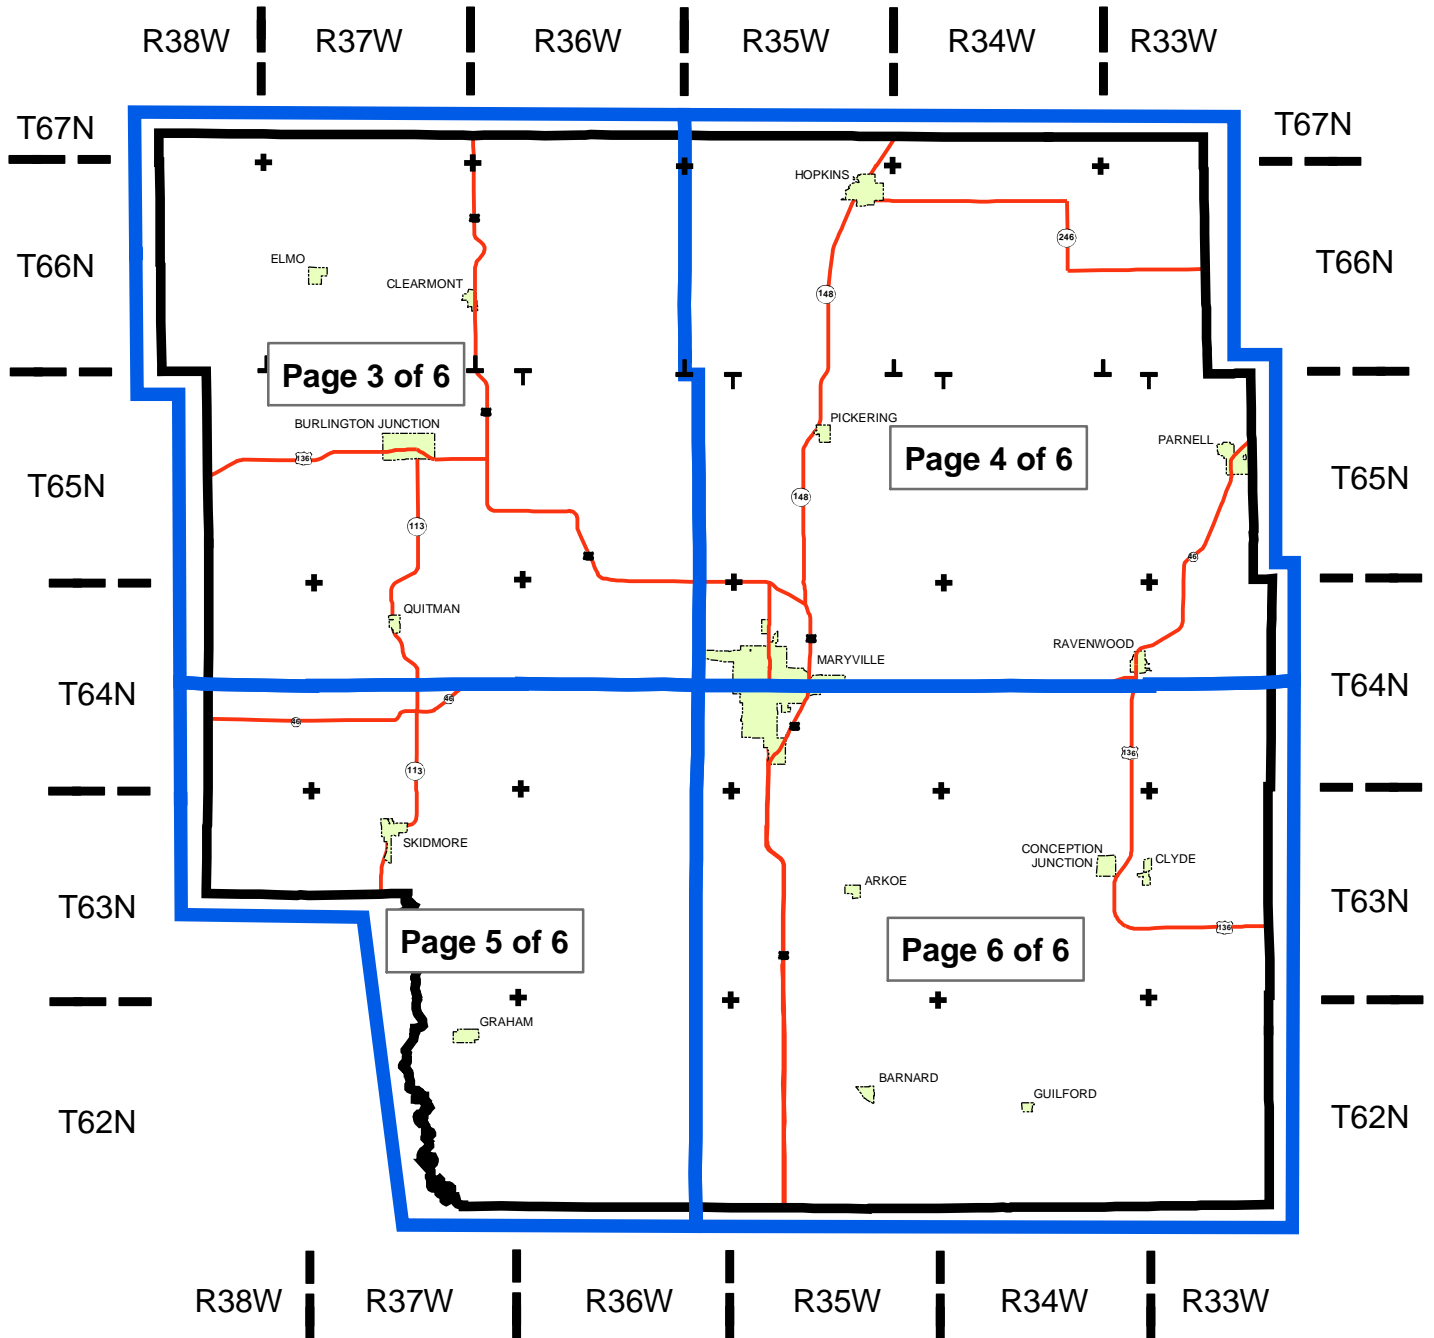 R38W R37W R36W R35W R34W R33W
T67N T67N
HOPKINS
246
T66N T66N
ELMO
CLEARMONT
148
Page 3 of 6
PICKERING
BURLINGTON JUNCTION
PARNELL
Page 4 of 6
136
T65N T65N
148
113
46
QUITMAN
RAVENWOOD
MARYVILLE
T64N T64N
46
46
136
113
SKIDMORE
CONCEPTION
JUNCTION
CLYDE
ARKOE
T63N T63N
136
Page 5 of 6 Page 6 of 6
GRAHAM
BARNARD
GUILFORD
T62N T62N
R38W R37W R36W R35W R34W R33W